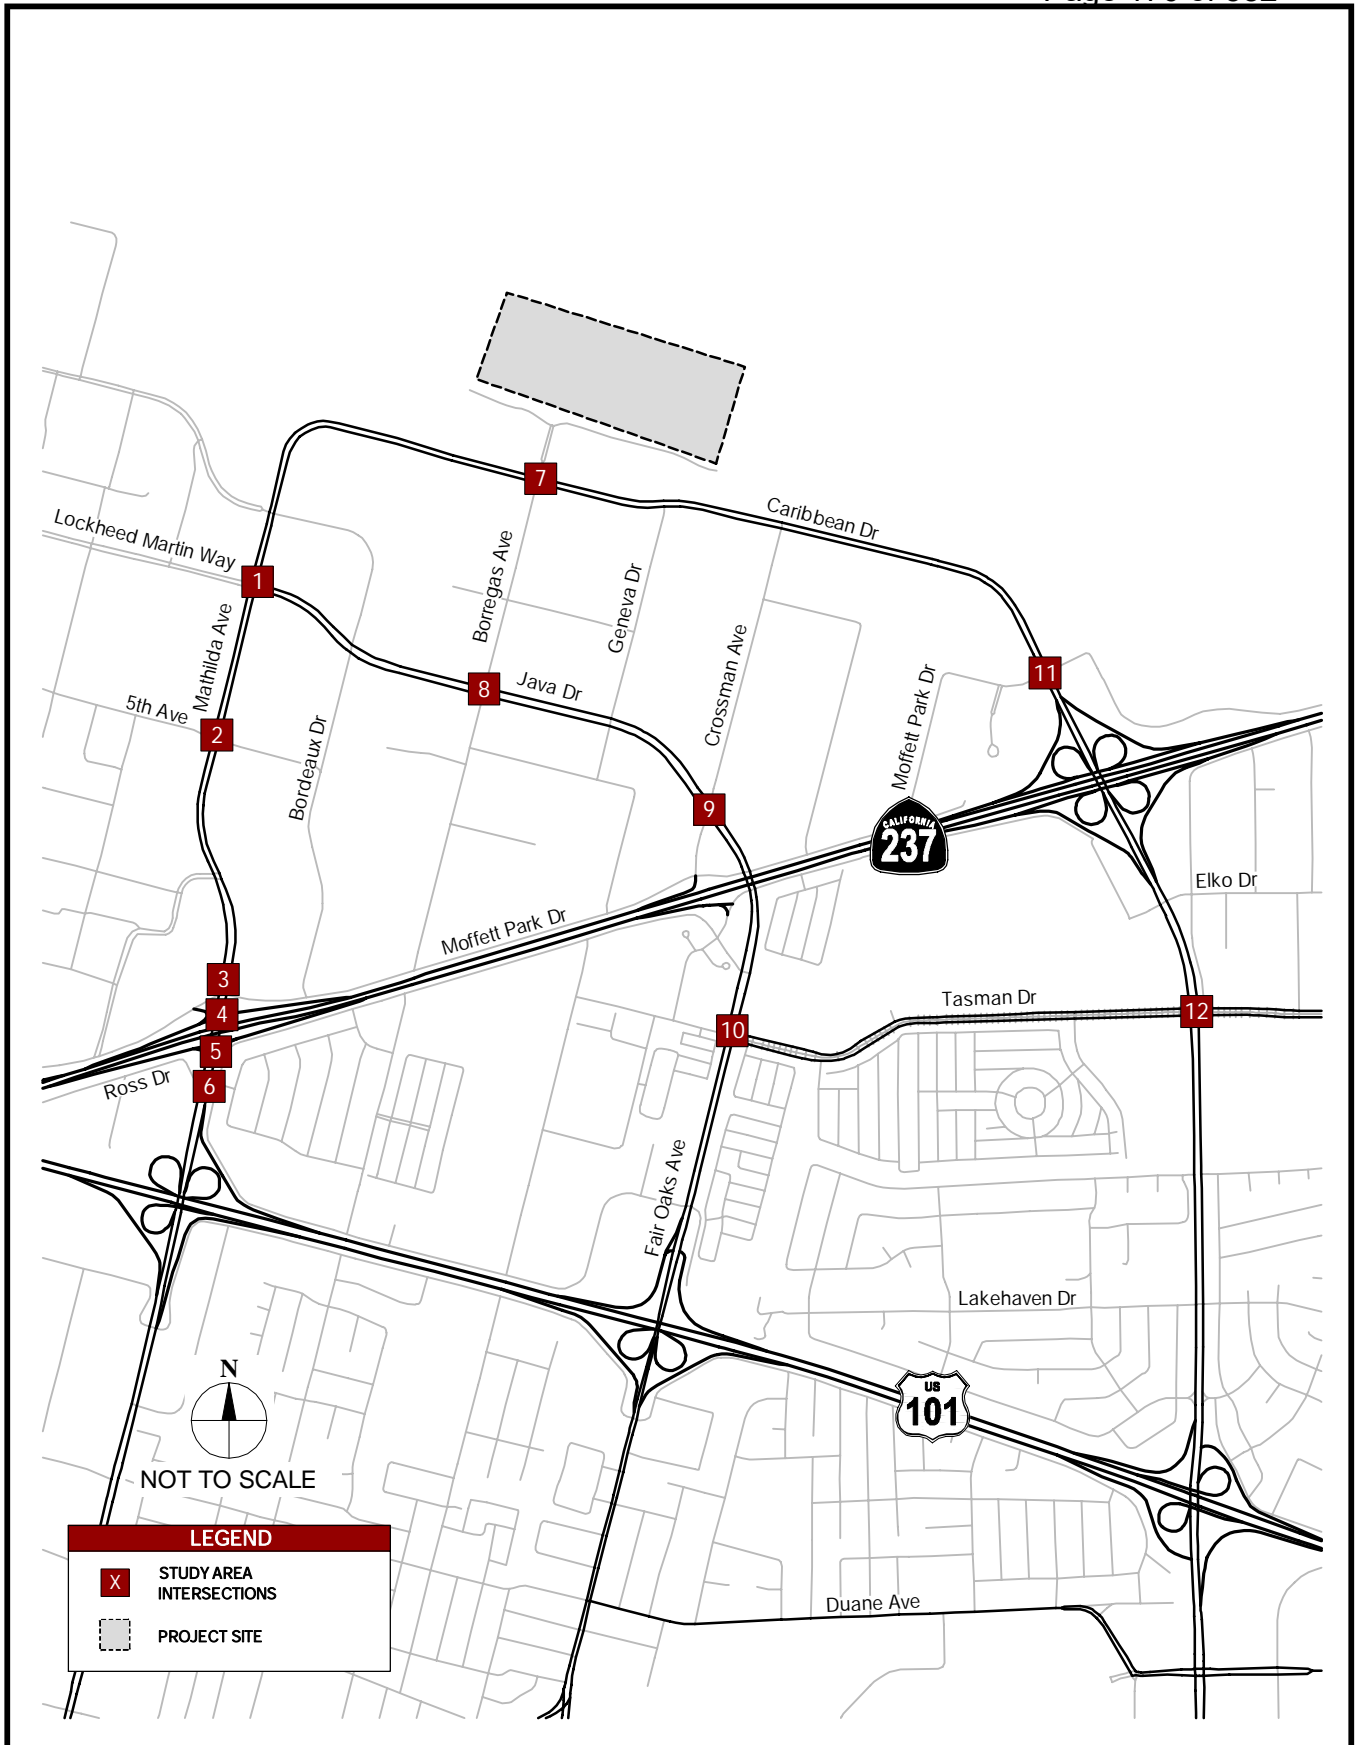 7
Caribbean Dr
Lockheed Martin Way
1
Borregas Ave
Geneva Dr
Mathilda Ave
Crossman Ave
11
Moffett Park Dr
8
Java Dr
5th Ave
2
Bordeaux Dr
9
CALIFORNIA
237
Elko Dr
Moffett Park Dr
3
Tasman Dr
4
12
10
5
Ross Dr
6
Fair Oaks Ave
Lakehaven Dr
N
US
101
NOT TO SCALE
LEGEND
X
STUDY AREA
INTERSECTIONS
Duane Ave
PROJECT SITE